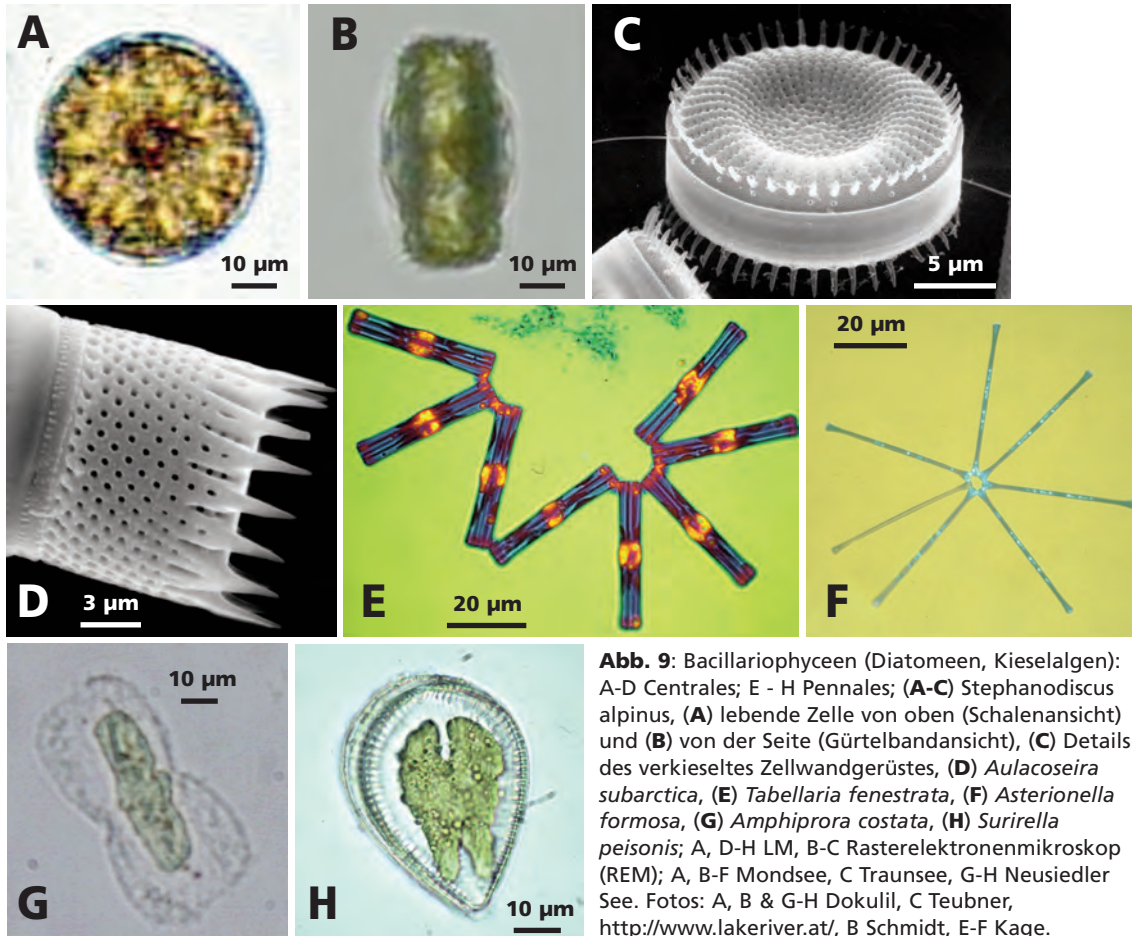 A
10 µm
B
10 µm
C
5 µm
D
3 µm
E
20 µm
20 µm
F
10 µm
G
H
10 µm
Abb. 9: Bacillariophyceen (Diatomeen, Kieselalgen):
A-D Centrales; E - H Pennales; (A-C) Stephanodiscus
alpinus, (A) lebende Zelle von oben (Schalenansicht)
und (B) von der Seite (Gürtelbandansicht), (C) Details
des verkieseltes Zellwandgerüstes, (D) Aulacoseira
subarctica, (E) Tabellaria fenestrata, (F) Asterionella
formosa, (G) Amphiprora costata, (H) Surirella
peisonis; A, D-H LM, B-C Rasterelektronenmikroskop
(REM); A, B-F Mondsee, C Traunsee, G-H Neusiedler
See. Fotos: A, B & G-H Dokulil, C Teubner,
http://www.lakeriver.at/, B Schmidt, E-F Kage.